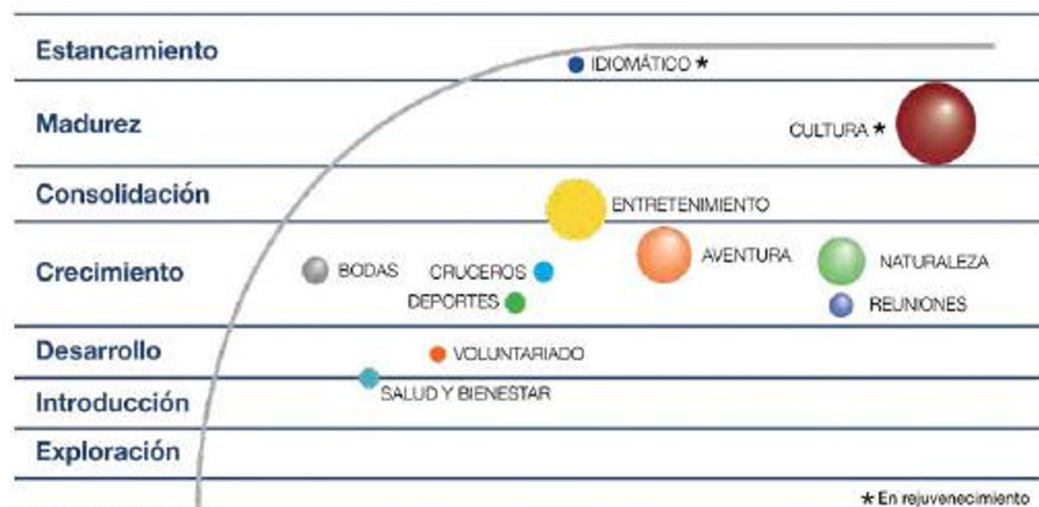 Estancamiento
IDIOMÁTICO *
Madurez
CULTURA *
Consolidación
ENTRETENIMIENTO
AVENTURA
NATURALEZA
Crecimiento
BODAS
CRUCEROS
DEPORTES
REUNIONES
Desarrollo
VOLUNTARIADO
SALUD Y BIENESTAR
Introducción
Exploración
* En rejuvenecimiento